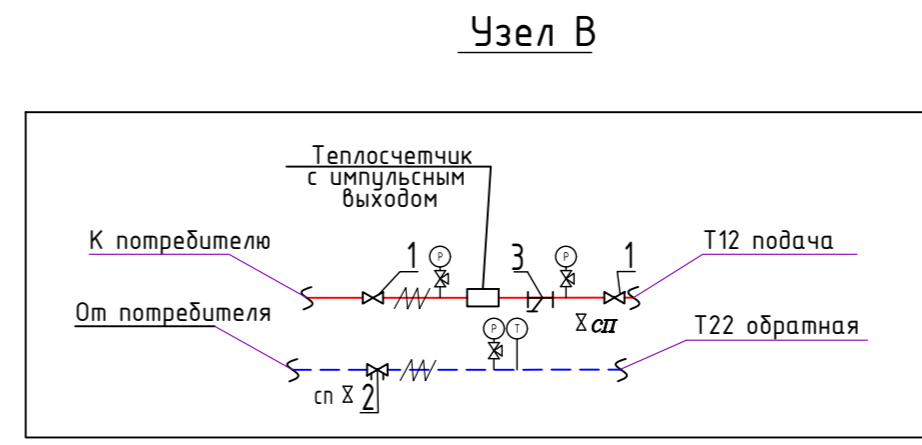 Узел В
Теплосчетчик
с импульсным
выходом
К потребителю
1
P
3
P
1
Т12 подача
От потребителя
сп
P
T
Т22 обратная
сп
2